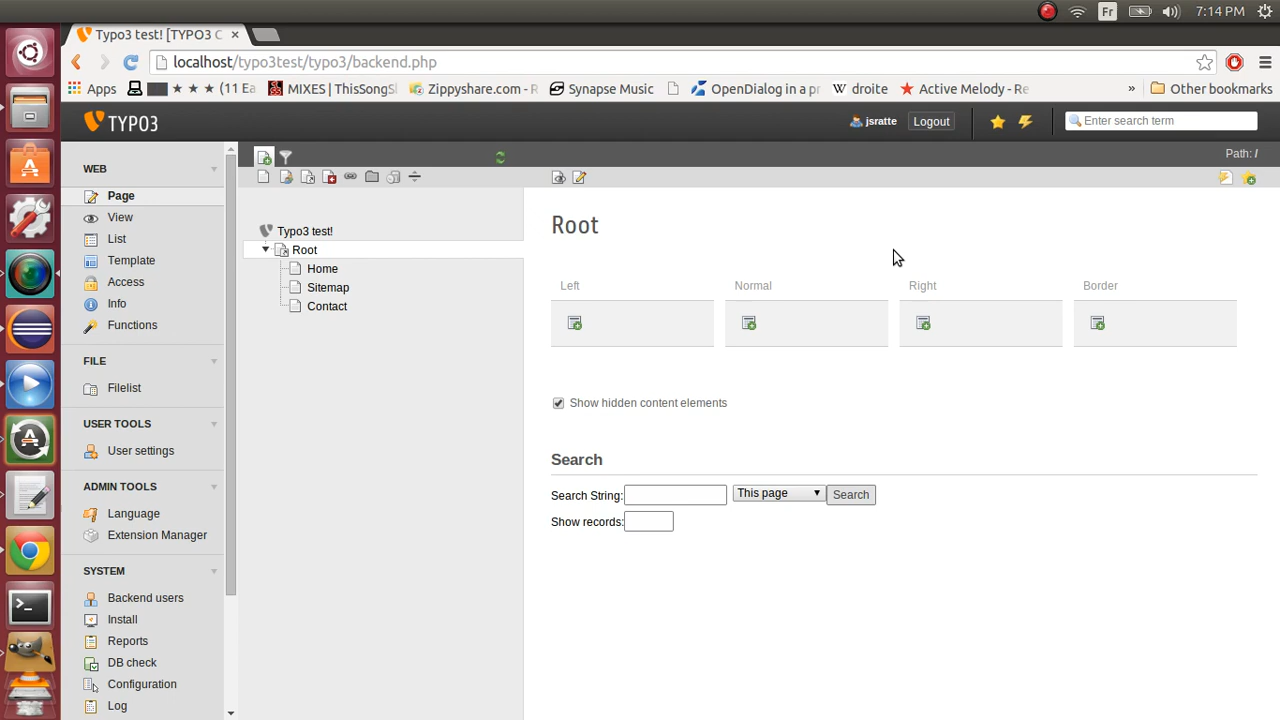 Fr 7:14 PM
Typo3 test! [TYPO3 C
localhost/typo3test/typo3/backend.php
Apps ★ ★ ★ (11 Ea MIXES | ThisSongS Zippyshare.com - R Synapse Music OpenDialog in a pr droite Active Melody - Re » Other bookmarks
TYPO3 jsratte Logout Enter search term
Path: /
WEB
Page
View
List
Template
Access
Info
Functions
FILE
Filelist
USER TOOLS
User settings
ADMIN TOOLS
Language
Extension Manager
SYSTEM
Backend users
Install
Reports
DB check
Configuration
Log
Typo3 test!
Root
Home
Sitemap
Contact
Root
Left Normal Right Border
Show hidden content elements
Search
Search String: This page Search
Show records: